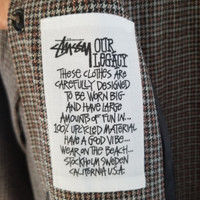 Stüssy OUR
LEGACY
THESE CLOTHES ARE
CAREFULLY DESIGNED
TO BE WORN BIG
AND HAVE LARGE
AMOUNTS OF FUN IN...
100% UPCYCLED MATERIAL
HAVE A GOOD VIBE...
WEAR ON THE BEACH...
STOCKHOLM SWEDEN
CALIFORNIA U.S.A.